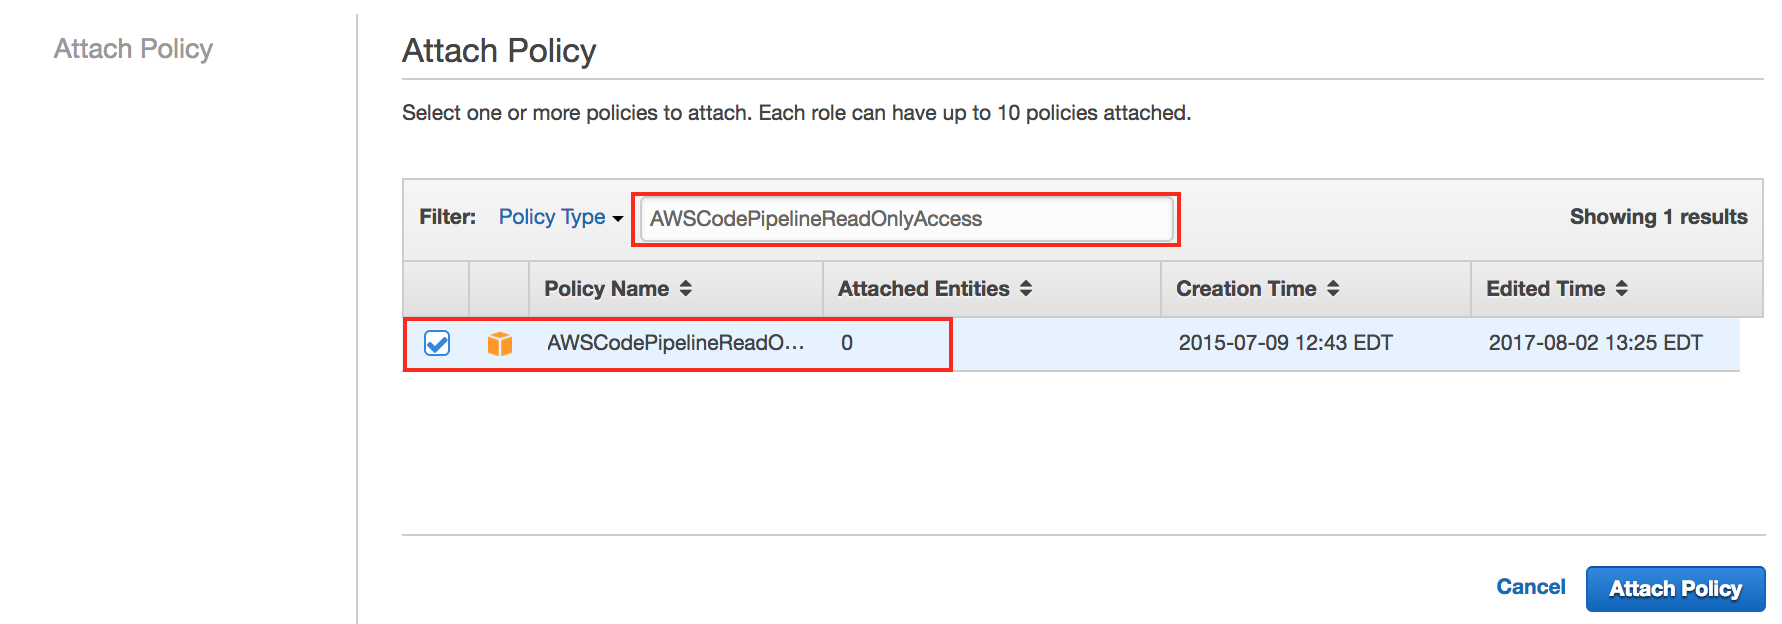 Attach Policy
Attach Policy
Select one or more policies to attach. Each role can have up to 10 policies attached.
Filter: Policy Type AWSCodePipelineReadOnlyAccess Showing 1 results
Policy Name Attached Entities Creation Time Edited Time
AWSCodePipelineReadO... 0 2015-07-09 12:43 EDT 2017-08-02 13:25 EDT
Cancel Attach Policy